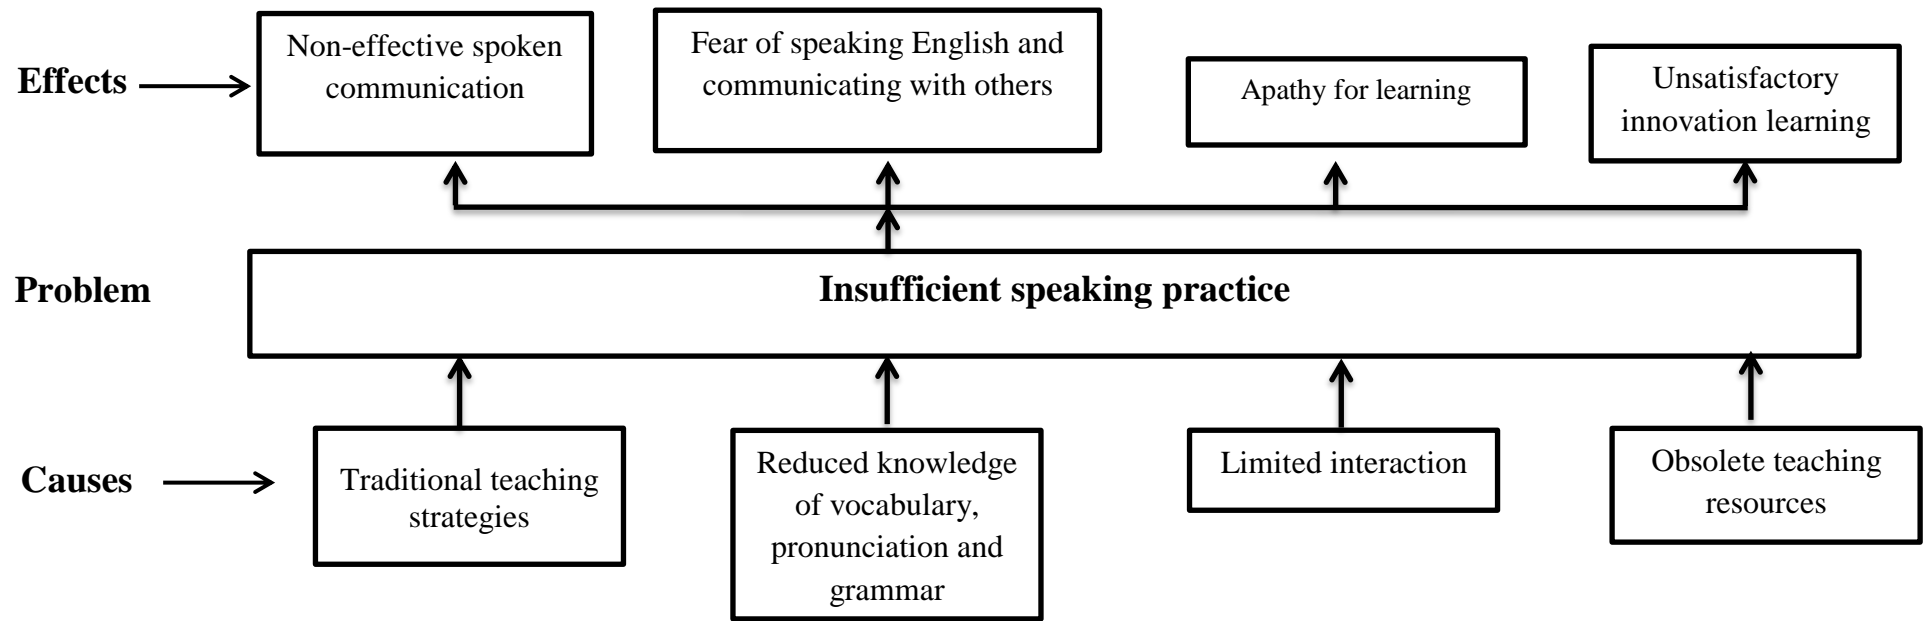 Effects
Non-effective spoken
communication
Fear of speaking English and
communicating with others
Apathy for learning
Unsatisfactory
innovation learning
Problem
Insufficient speaking practice
Causes
Traditional teaching
strategies
Reduced knowledge
of vocabulary,
pronunciation and
grammar
Limited interaction
Obsolete teaching
resources